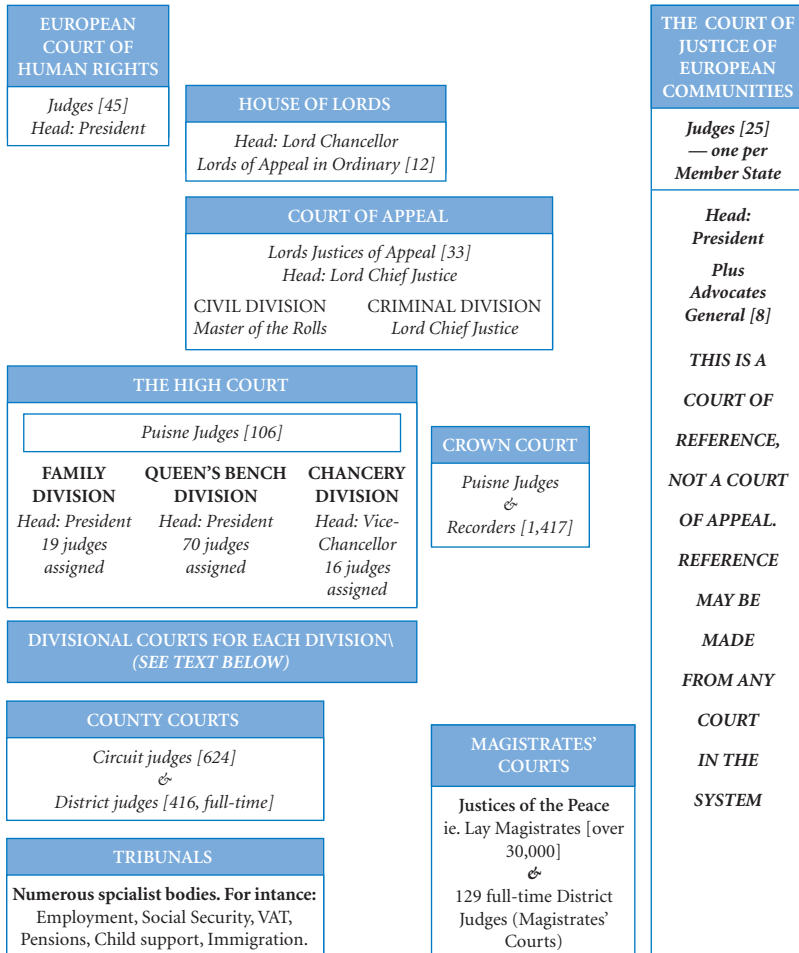 EUROPEAN
COURT OF
HUMAN RIGHTS
Judges [45]
Head: President
HOUSE OF LORDS
Head: Lord Chancellor
Lords of Appeal in Ordinary [12]
COURT OF APPEAL
Lords Justices of Appeal [33]
Head: Lord Chief Justice
CIVIL DIVISION
Master of the Rolls
CRIMINAL DIVISION
Lord Chief Justice
THE HIGH COURT
Puisne Judges [106]
FAMILY
DIVISION
Head: President
19 judges
assigned
QUEEN'S BENCH
DIVISION
Head: President
70 judges
assigned
CHANCERY
DIVISION
Head: Vice-
Chancellor
16 judges
assigned
CROWN COURT
Puisne Judges
&
Recorders [1,417]
DIVISIONAL COURTS FOR EACH DIVISION\
(SEE TEXT BELOW)
COUNTY COURTS
Circuit judges [624]
&
District judges [416, full-time]
MAGISTRATES'
COURTS
Justices of the Peace
ie. Lay Magistrates [over
30,000]
&
129 full-time District
Judges (Magistrates'
Courts)
TRIBUNALS
Numerous spcialist bodies. For intance:
Employment, Social Security, VAT,
Pensions, Child support, Immigration.
THE COURT OF
JUSTICE OF
EUROPEAN
COMMUNITIES
Judges [25]
— one per
Member State
Head:
President
Plus
Advocates
General [8]
THIS IS A
COURT OF
REFERENCE,
NOT A COURT
OF APPEAL.
REFERENCE
MAY BE
MADE
FROM ANY
COURT
IN THE
SYSTEM